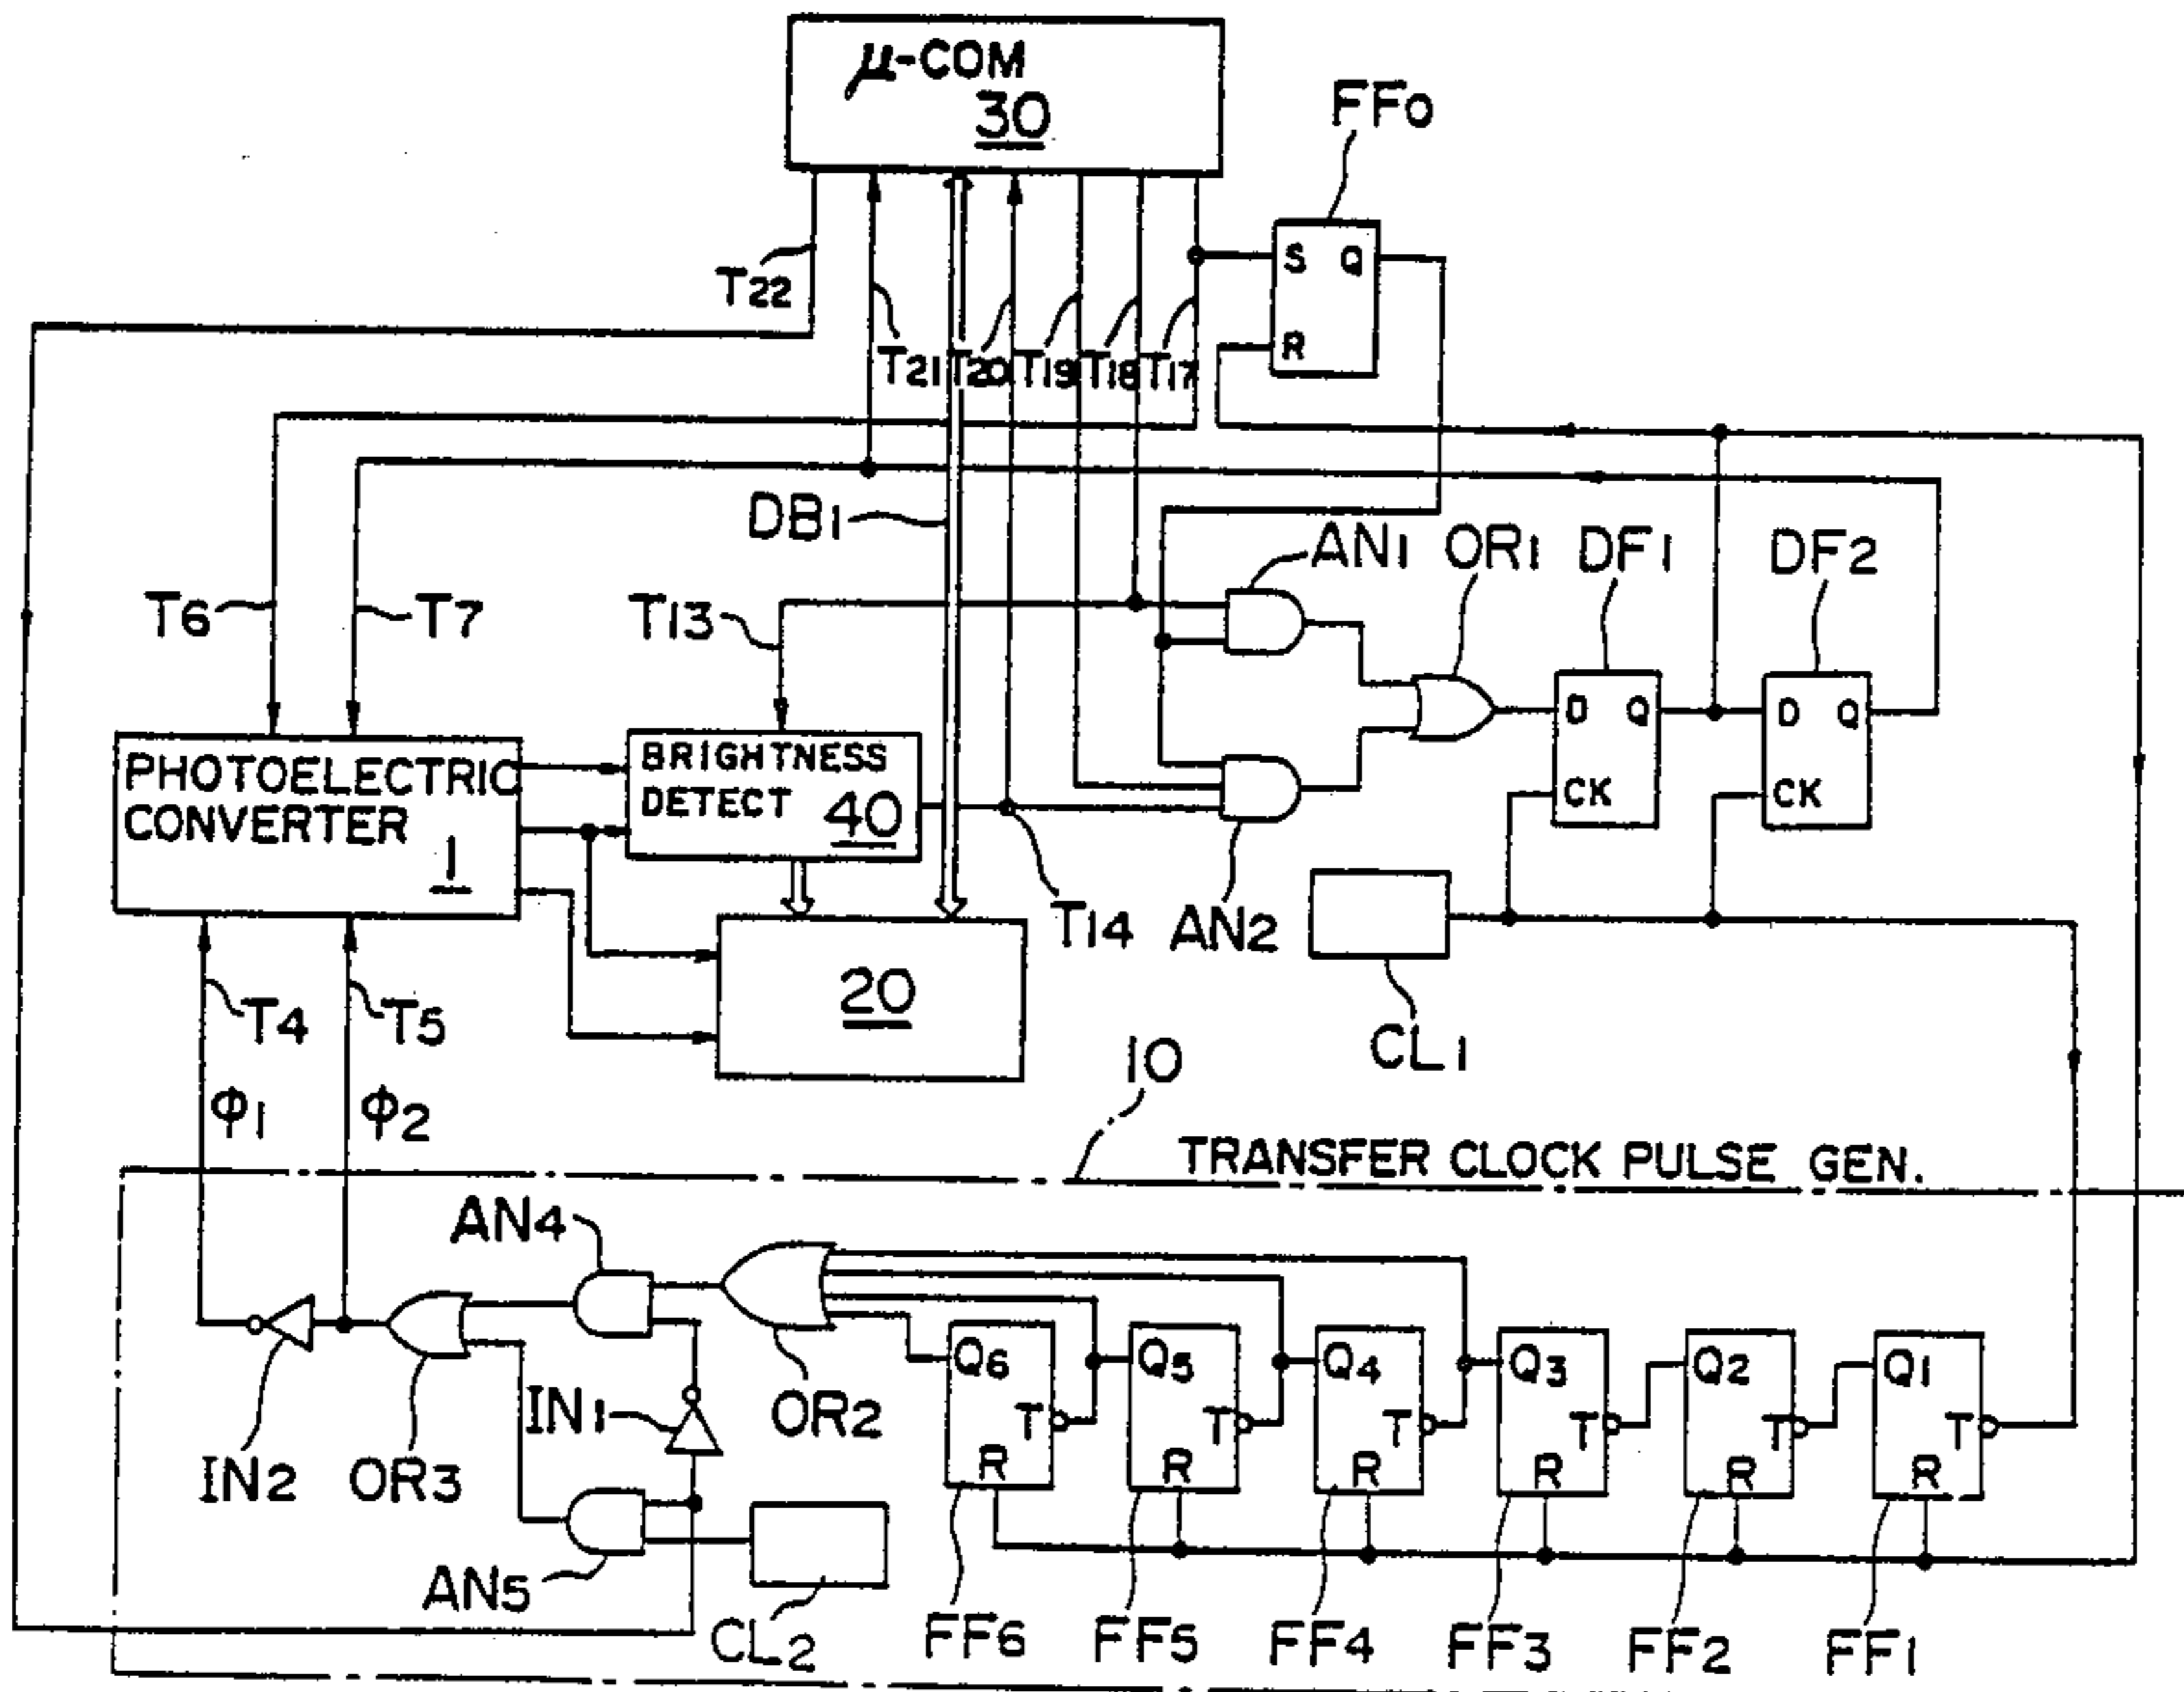 μ-COM
30
FF0
S Q
R
T22
T21 T20 T19 T18 T17
DB1
AN1 OR1 DF1 DF2
T6 T7 T13
D Q
CK
D Q
CK
PHOTOELECTRIC
CONVERTER
1
BRIGHTNESS
DETECT
40
T14 AN2
CL1
20
T4 T5
ϕ1 ϕ2
10
TRANSFER CLOCK PULSE GEN.
AN4
Q6 Q5 Q4 Q3 Q2 Q1
T T T T T T
R R R R R R
IN1 OR2
IN2 OR3
AN5
CL2
FF6 FF5 FF4 FF3 FF2 FF1